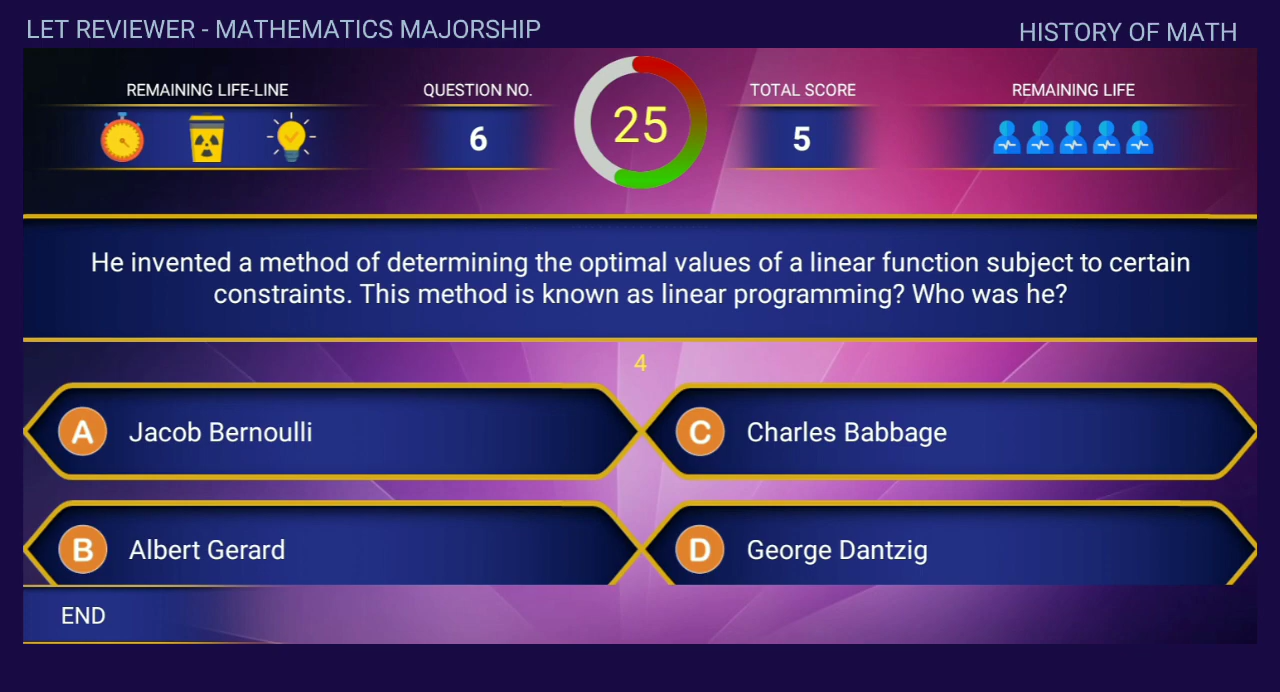 LET REVIEWER - MATHEMATICS MAJORSHIP
HISTORY OF MATH
REMAINING LIFE-LINE
QUESTION NO.
6
25
TOTAL SCORE
5
REMAINING LIFE
He invented a method of determining the optimal values of a linear function subject to certain
constraints. This method is known as linear programming? Who was he?
4
A Jacob Bernoulli
C Charles Babbage
B Albert Gerard
D George Dantzig
END